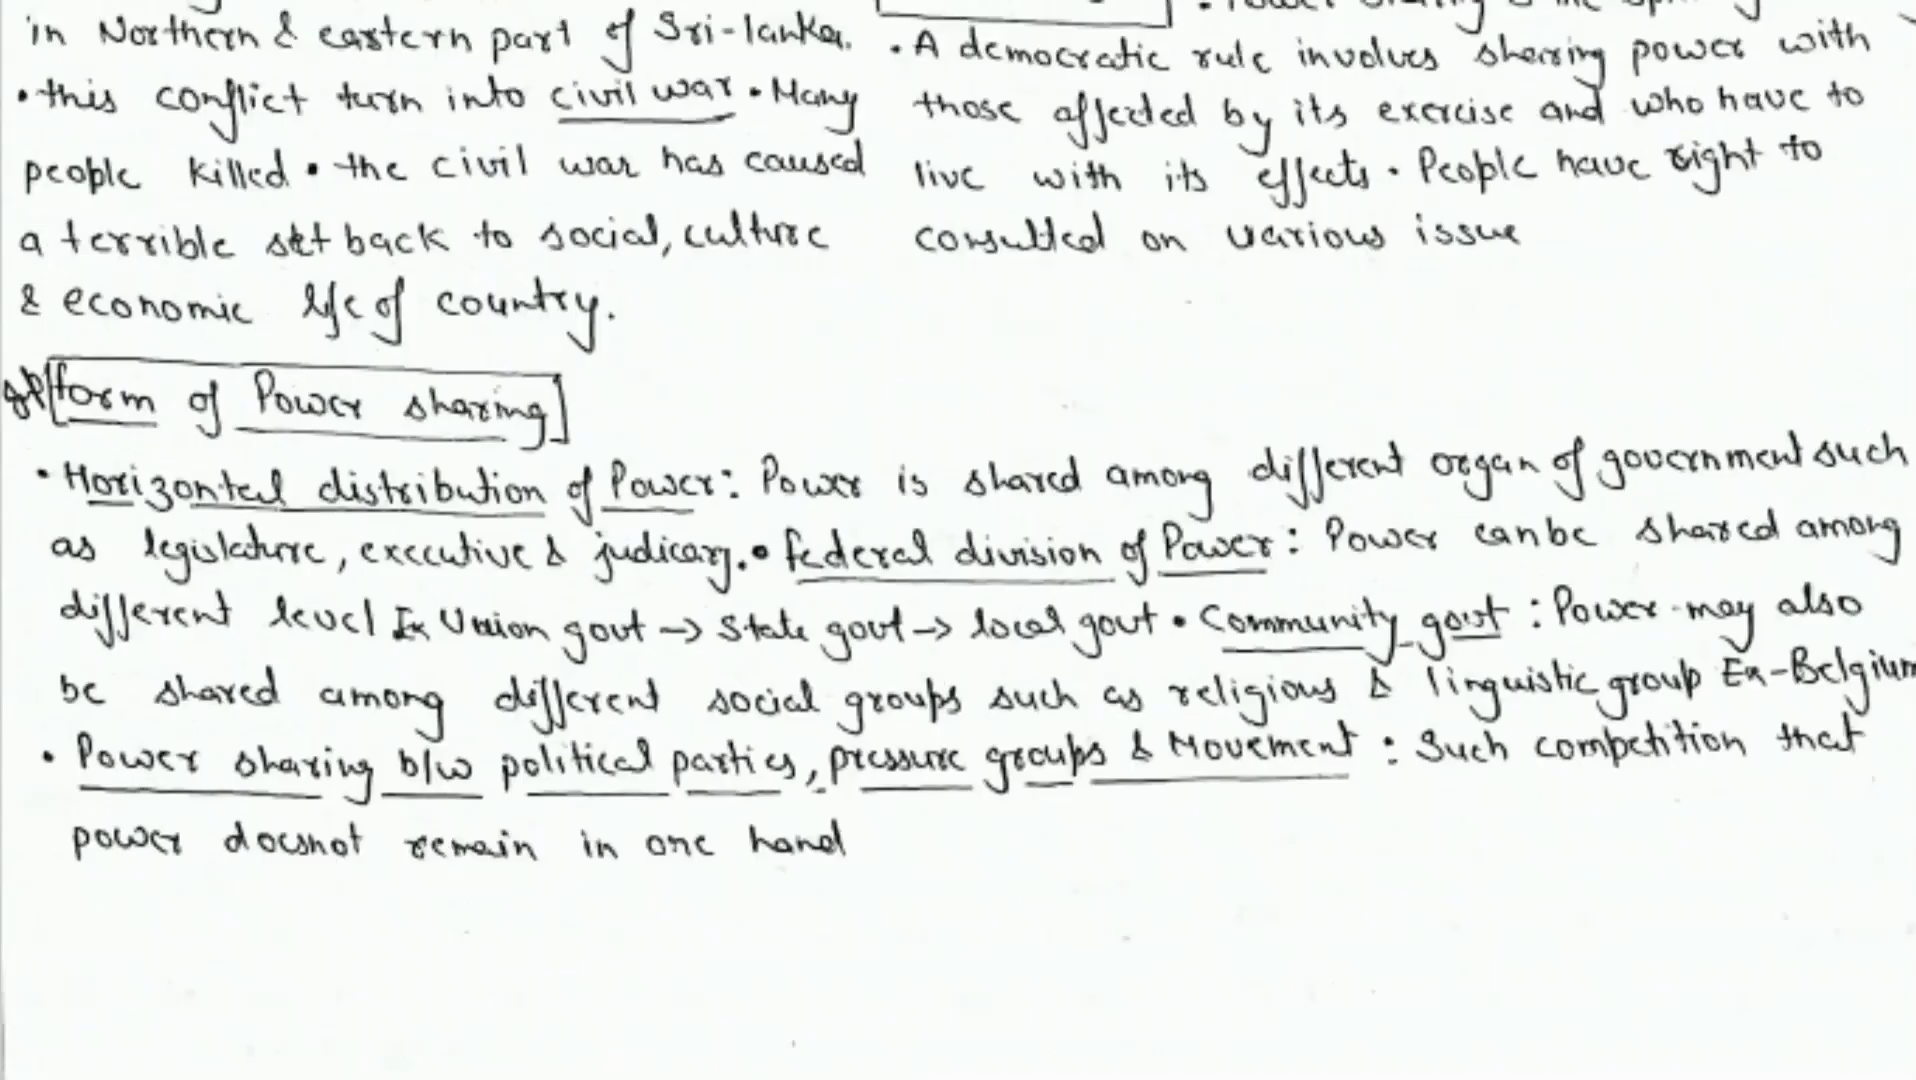 in Northern & eastern part of Sri-lanka.
• this conflict turn into civil war • Many
people killed • the civil war has caused
a terrible set back to social, culture
& economic life of country.
• A democratic rule involves sharing power with
those affected by its exercise and who have to
live with its effects • People have right to
consulted on various issue
form of Power sharing
• Horizontal distribution of Power: Power is shared among different organ of government such
as legislature, executive & judicary. • federal division of Power: Power can be shared among
different level Ex Union govt → State govt → local govt • Community govt : Power may also
be shared among different social groups such as religious & linguistic group Ex-Belgium
• Power sharing b/w political parties, pressure groups & Movement : Such competition that
power doesnot remain in one hand